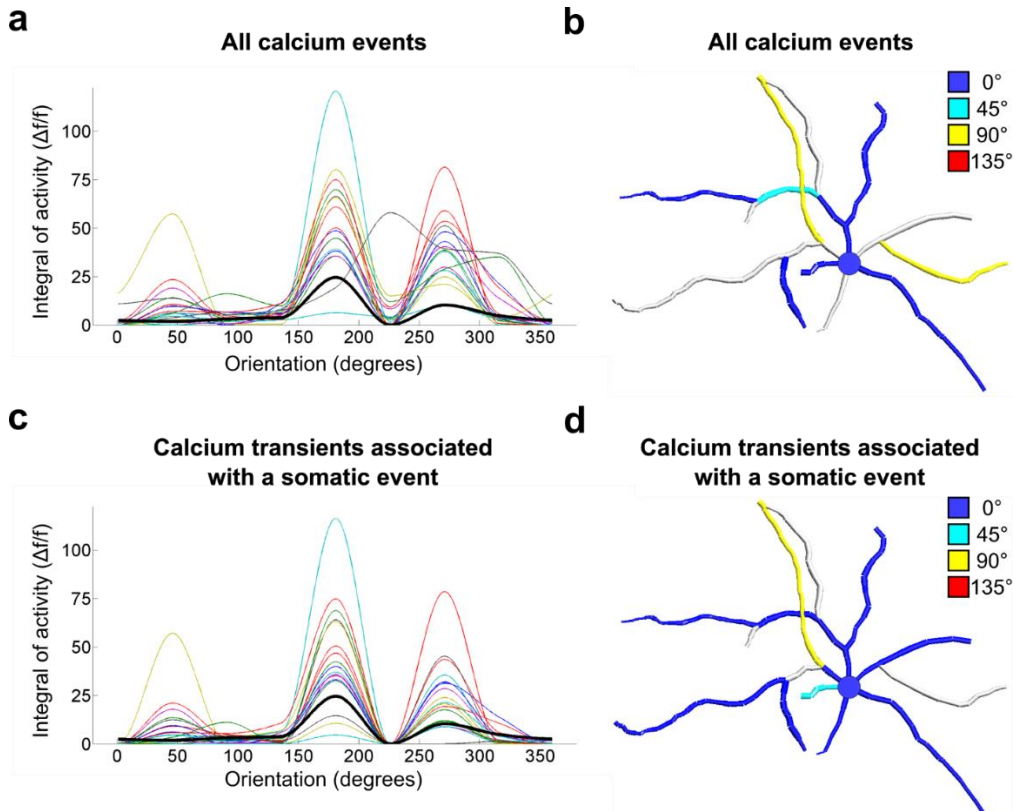 a
All calcium events
Integral of activity (Δf/f)
100
75
50
25
0
0 50 100 150 200 250 300 350
Orientation (degrees)
b
All calcium events
0°
45°
90°
135°
c
Calcium transients associated
with a somatic event
Integral of activity (Δf/f)
100
75
50
25
0
0 50 100 150 200 250 300 350
Orientation (degrees)
d
Calcium transients associated
with a somatic event
0°
45°
90°
135°